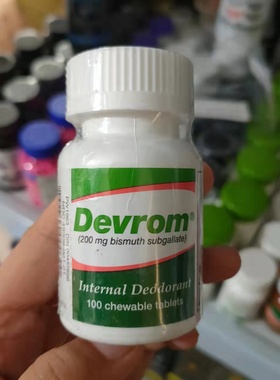 Devrom®
(200 mg bismuth subgallate)
Internal Deodorant
100 chewable tablets